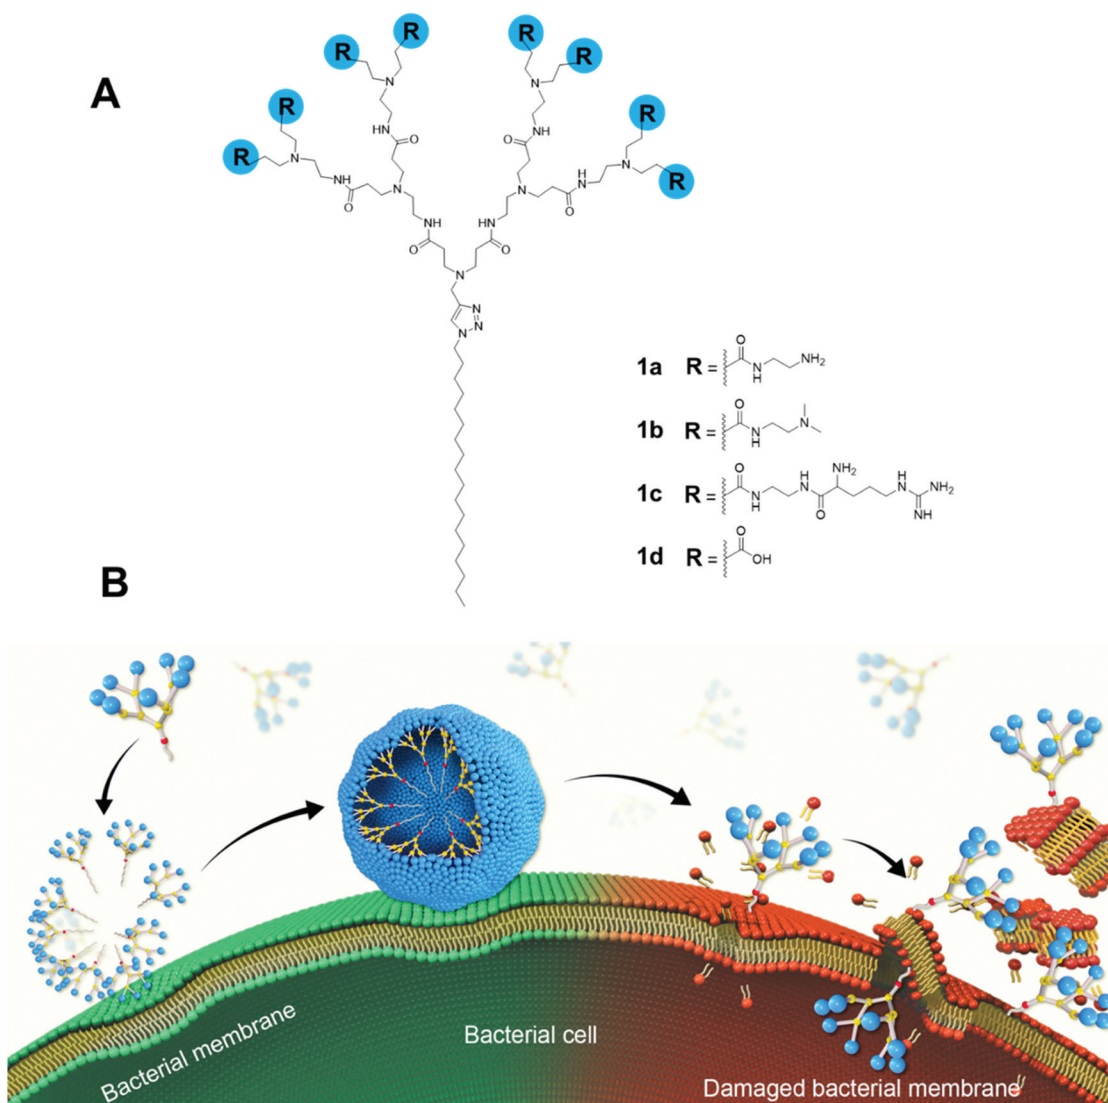 A
R
R
R
R
R
R
R
R
N
N
N
N
HN
NH
NH
HN
O
O
O
O
N
N
NH
HN
O
O
N
N
N
N
1a R = O N H NH2
1b R = O N H N
1c R = O N H H N O NH2 H N NH2 NH
1d R = O OH
B
Bacterial membrane
Bacterial cell
Damaged bacterial membrane